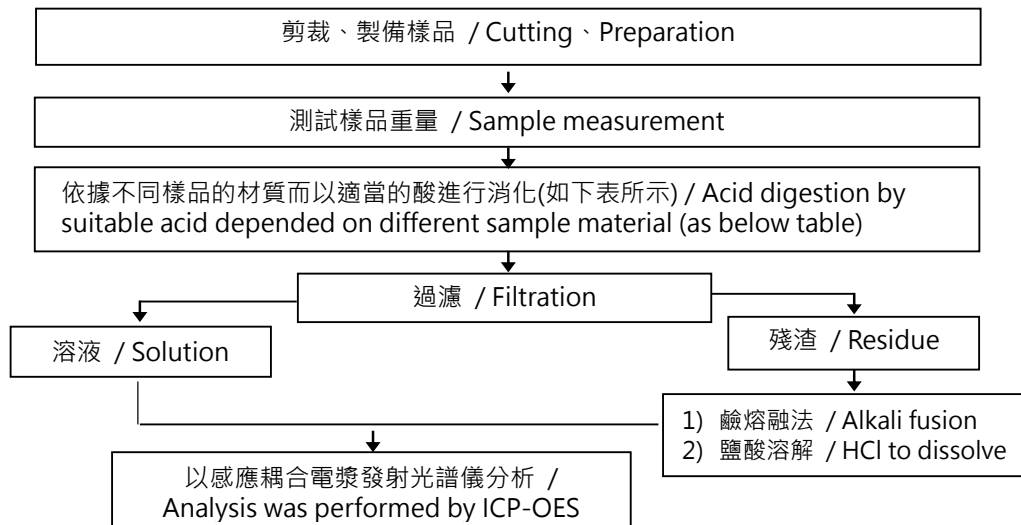 剪裁、製備樣品 / Cutting、Preparation
測試樣品重量 / Sample measurement
依據不同樣品的材質而以適當的酸進行消化(如下表所示) / Acid digestion by
suitable acid depended on different sample material (as below table)
過濾 / Filtration
溶液 / Solution
殘渣 / Residue
1) 鹼熔融法 / Alkali fusion
2) 鹽酸溶解 / HCl to dissolve
以感應耦合電漿發射光譜儀分析 /
Analysis was performed by ICP-OES